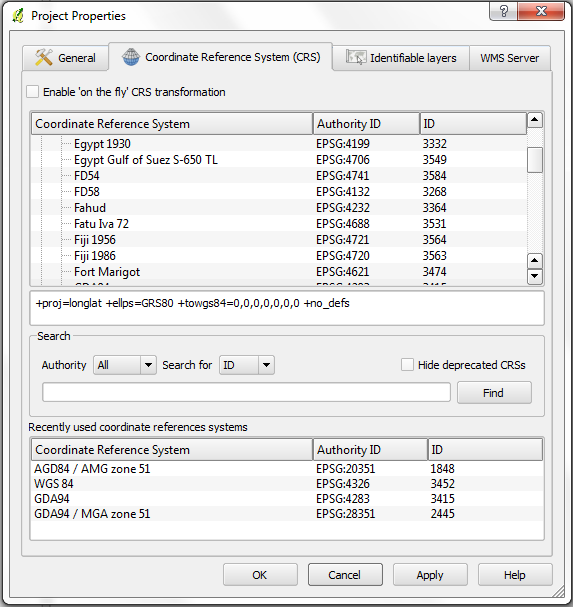 Project Properties
General
Coordinate Reference System (CRS)
Identifiable layers
WMS Server
Enable 'on the fly' CRS transformation
Coordinate Reference System Authority ID ID
Egypt 1930 EPSG:4199 3332
Egypt Gulf of Suez S-650 TL EPSG:4706 3549
FD54 EPSG:4741 3584
FD58 EPSG:4132 3268
Fahud EPSG:4232 3364
Fatu Iva 72 EPSG:4688 3531
Fiji 1956 EPSG:4721 3564
Fiji 1986 EPSG:4720 3563
Fort Marigot EPSG:4621 3474
GDA94 EPSG:4283 3415
+proj=longlat +ellps=GRS80 +towgs84=0,0,0,0,0,0,0 +no_defs
Search
Authority All Search for ID Hide deprecated CRSs
Find
Recently used coordinate references systems
Coordinate Reference System Authority ID ID
AGD84 / AMG zone 51 EPSG:20351 1848
WGS 84 EPSG:4326 3452
GDA94 EPSG:4283 3415
GDA94 / MGA zone 51 EPSG:28351 2445
OK Cancel Apply Help